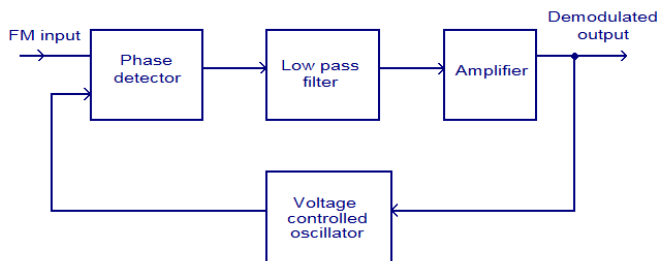 FM input
Phase
detector
Low pass
filter
Amplifier
Demodulated
output
Voltage
controlled
oscillator